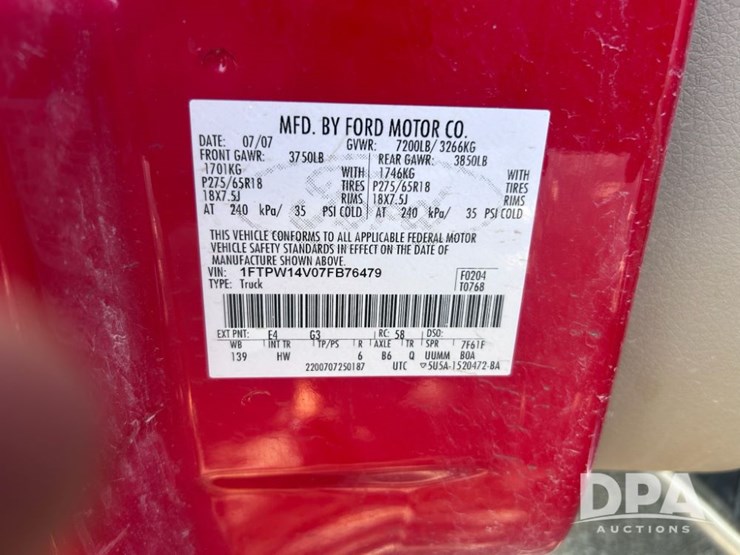 MFD. BY FORD MOTOR CO.
DATE: 07/07 GVWR: 7200LB/ 3266KG
FRONT GAWR: 3750LB REAR GAWR: 3850LB
1701KG WITH 1746KG WITH
P275/65R18 TIRES P275/65R18 TIRES
18X7.5J RIMS 18X7.5J RIMS
AT 240 kPa/ 35 PSI COLD AT 240 kPa/ 35 PSI COLD
THIS VEHICLE CONFORMS TO ALL APPLICABLE FEDERAL MOTOR
VEHICLE SAFETY STANDARDS IN EFFECT ON THE DATE OF
MANUFACTURE SHOWN ABOVE.
VIN: 1FTPW14V07FB76479 F0204
TYPE: Truck T0768
EXT PNT: E4 G3 RC: 58 DSO:
WB INT TR TP/PS R AXLE TR SPR 7F61F
139 HW 6 B6 Q UUMM B0A
2200707250187 UTC 5U5A-1520472-BA
DPA
AUCTIONS